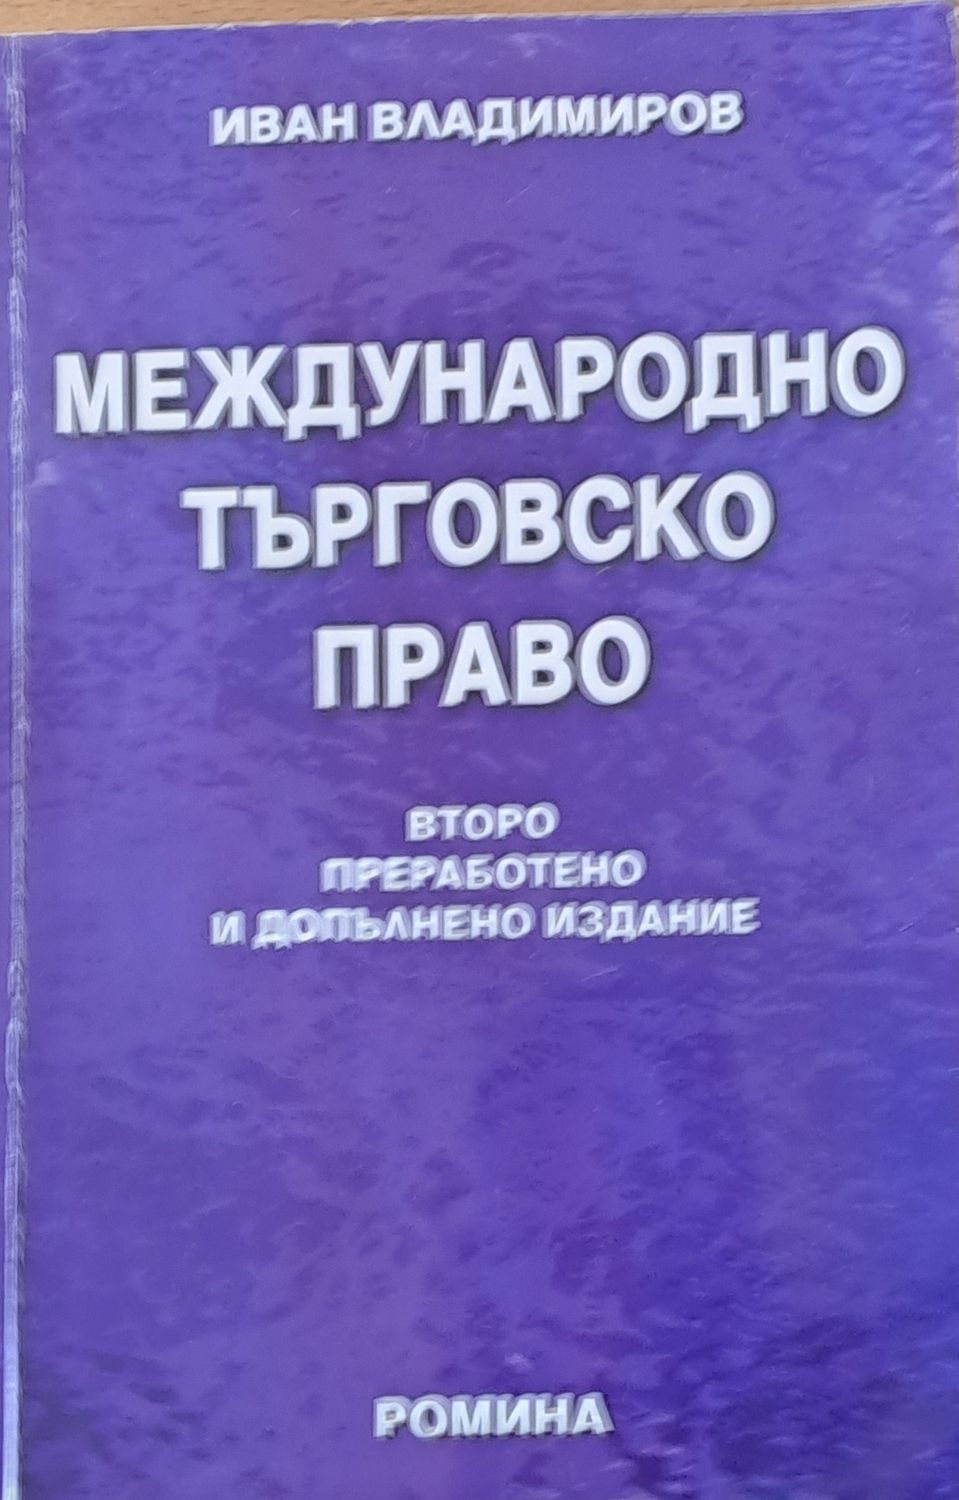 ИВАН ВЛАДИМИРОВ
МЕЖДУНАРОДНО
ТЪРГОВСКО
ПРАВО
ВТОРО
ПРЕРАБОТЕНО
И ДОПЪЛНЕНО ИЗДАНИЕ
РОМИНА